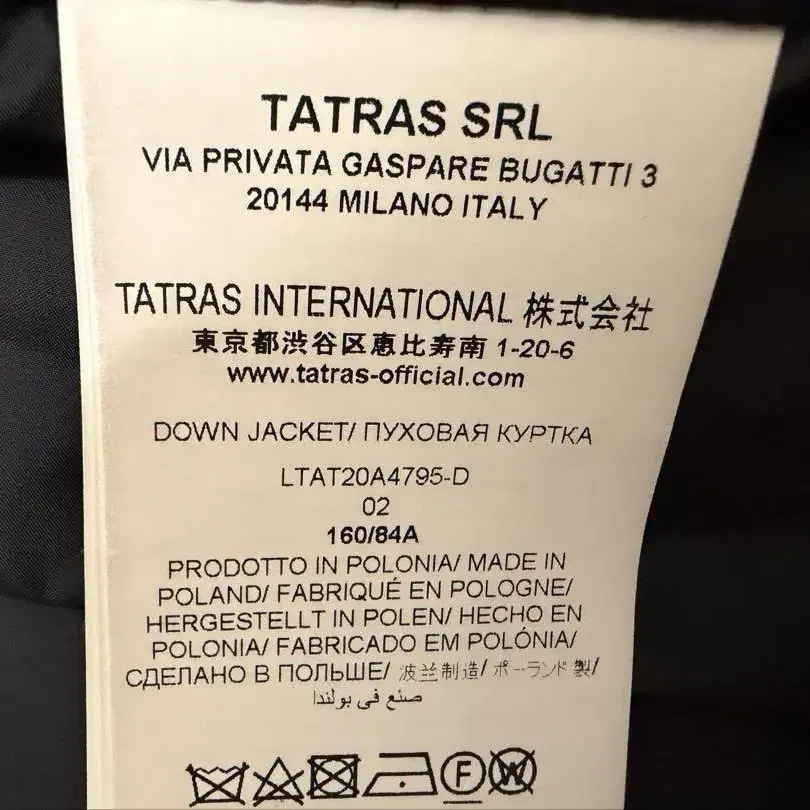 TATRAS SRL
VIA PRIVATA GASPARE BUGATTI 3
20144 MILANO ITALY
TATRAS INTERNATIONAL 株式会社
東京都渋谷区恵比寿南 1-20-6
www.tatras-official.com
DOWN JACKET/ ПУХОВАЯ КУРТКА
LTAT20A4795-D
02
160/84A
PRODOTTO IN POLONIA/ MADE IN
POLAND/ FABRIQUÉ EN POLOGNE/
HERGESTELLT IN POLEN/ HECHO EN
POLONIA/ FABRICADO EM POLÓNIA/
СДЕЛАНО В ПОЛЬШЕ/ 波兰制造/ ポーランド製/
صنع في بولندا
F W